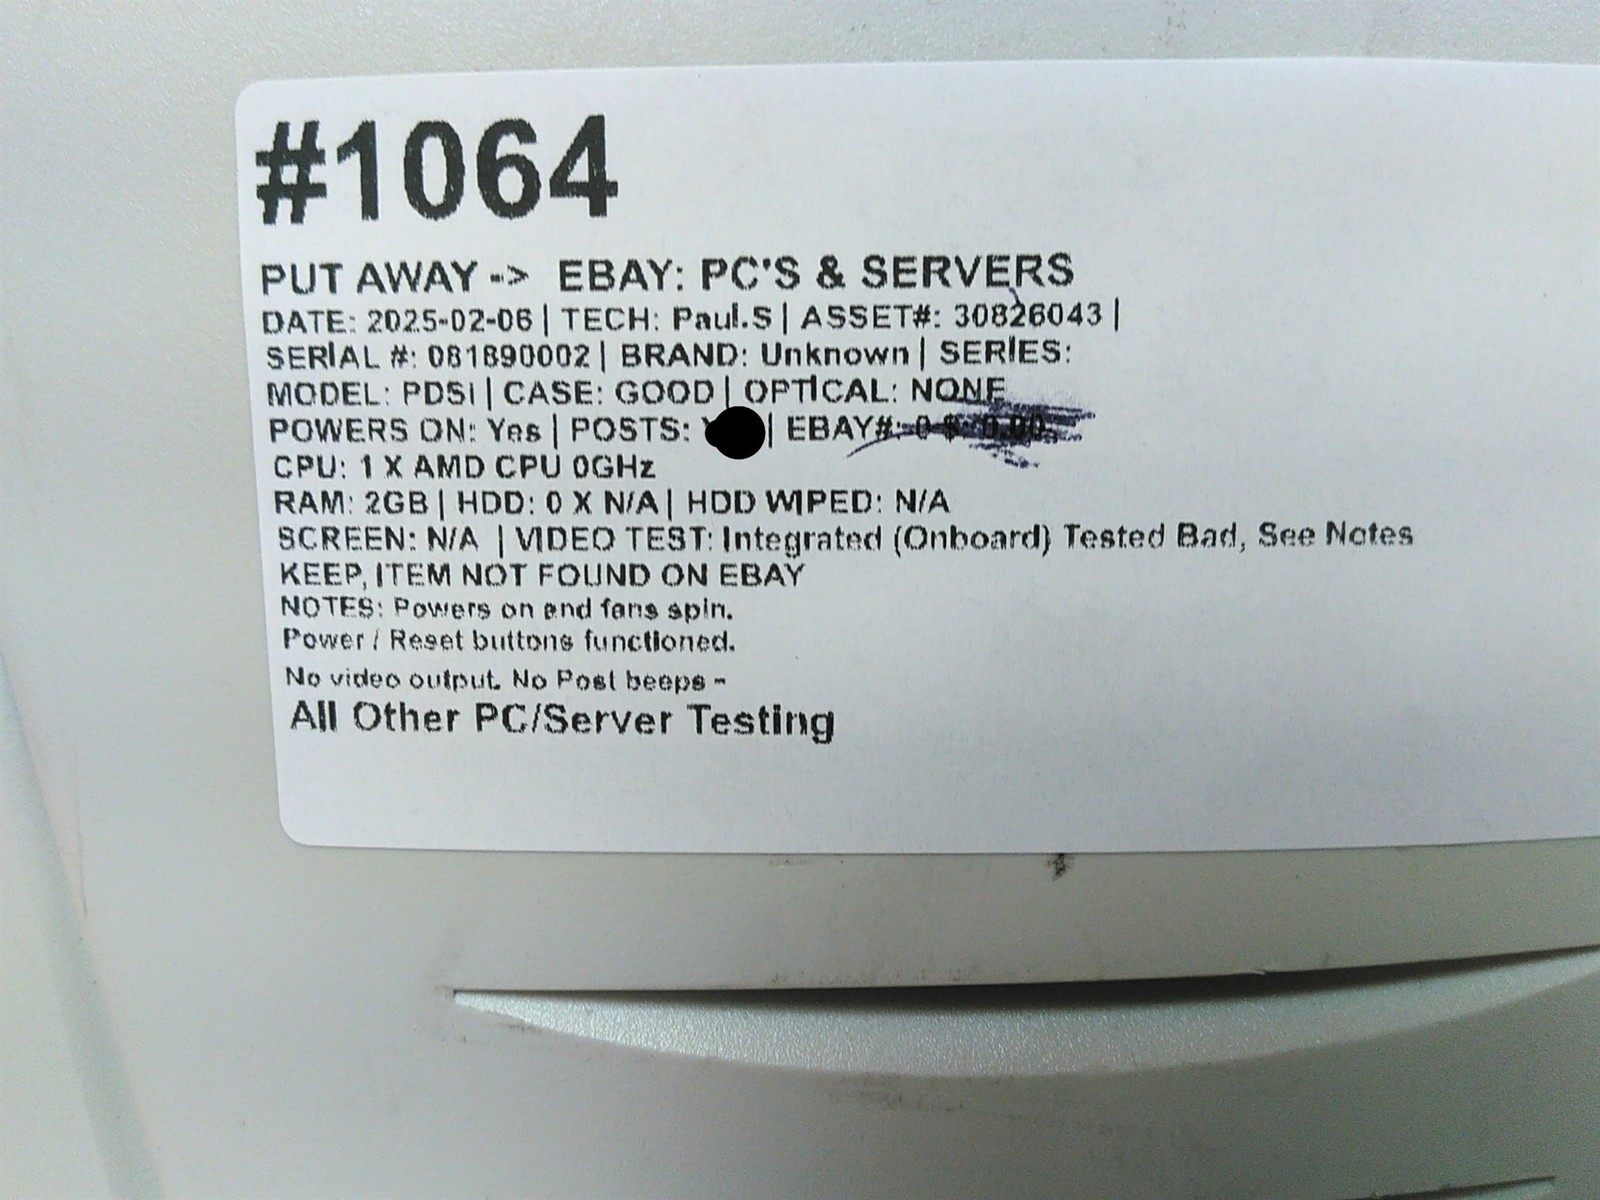 #1064
PUT AWAY -> EBAY: PC'S & SERVERS
DATE: 2025-02-06 | TECH: Paul.S | ASSET#: 30826043 |
SERIAL #: 081890002 | BRAND: Unknown | SERIES:
MODEL: PDSi | CASE: GOOD | OPTICAL: NONE
POWERS ON: Yes | POSTS: | EBAY#: 0 $: 0.00
CPU: 1 X AMD CPU 0GHz
RAM: 2GB | HDD: 0 X N/A | HDD WIPED: N/A
SCREEN: N/A | VIDEO TEST: Integrated (Onboard) Tested Bad, See Notes
KEEP, ITEM NOT FOUND ON EBAY
NOTES: Powers on and fans spin.
Power / Reset buttons functioned.
No video output. No Post beeps -
All Other PC/Server Testing